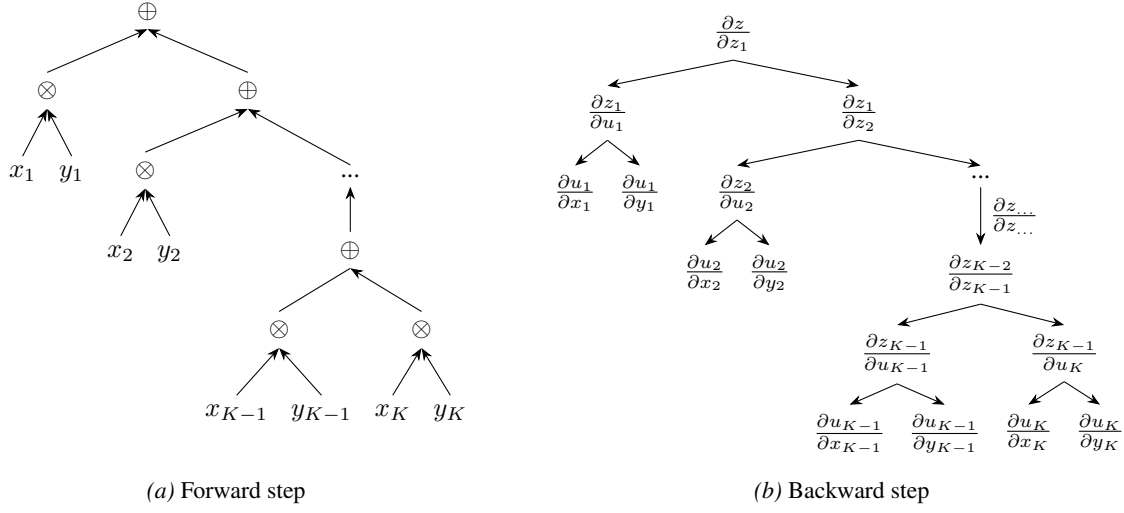 ⊕
⊗ ⊕
x_1 y_1 ⊗ ...
x_2 y_2 ⊕
⊗ ⊗
x_{K-1} y_{K-1} x_K y_K
(a) Forward step
∂z/∂z_1
∂z_1/∂u_1 ∂z_1/∂z_2
∂u_1/∂x_1 ∂u_1/∂y_1 ∂z_2/∂u_2 ...
∂z_{...}/∂z_{...}
∂u_2/∂x_2 ∂u_2/∂y_2 ∂z_{K-2}/∂z_{K-1}
∂z_{K-1}/∂u_{K-1} ∂z_{K-1}/∂u_K
∂u_{K-1}/∂x_{K-1} ∂u_{K-1}/∂y_{K-1} ∂u_K/∂x_K ∂u_K/∂y_K
(b) Backward step